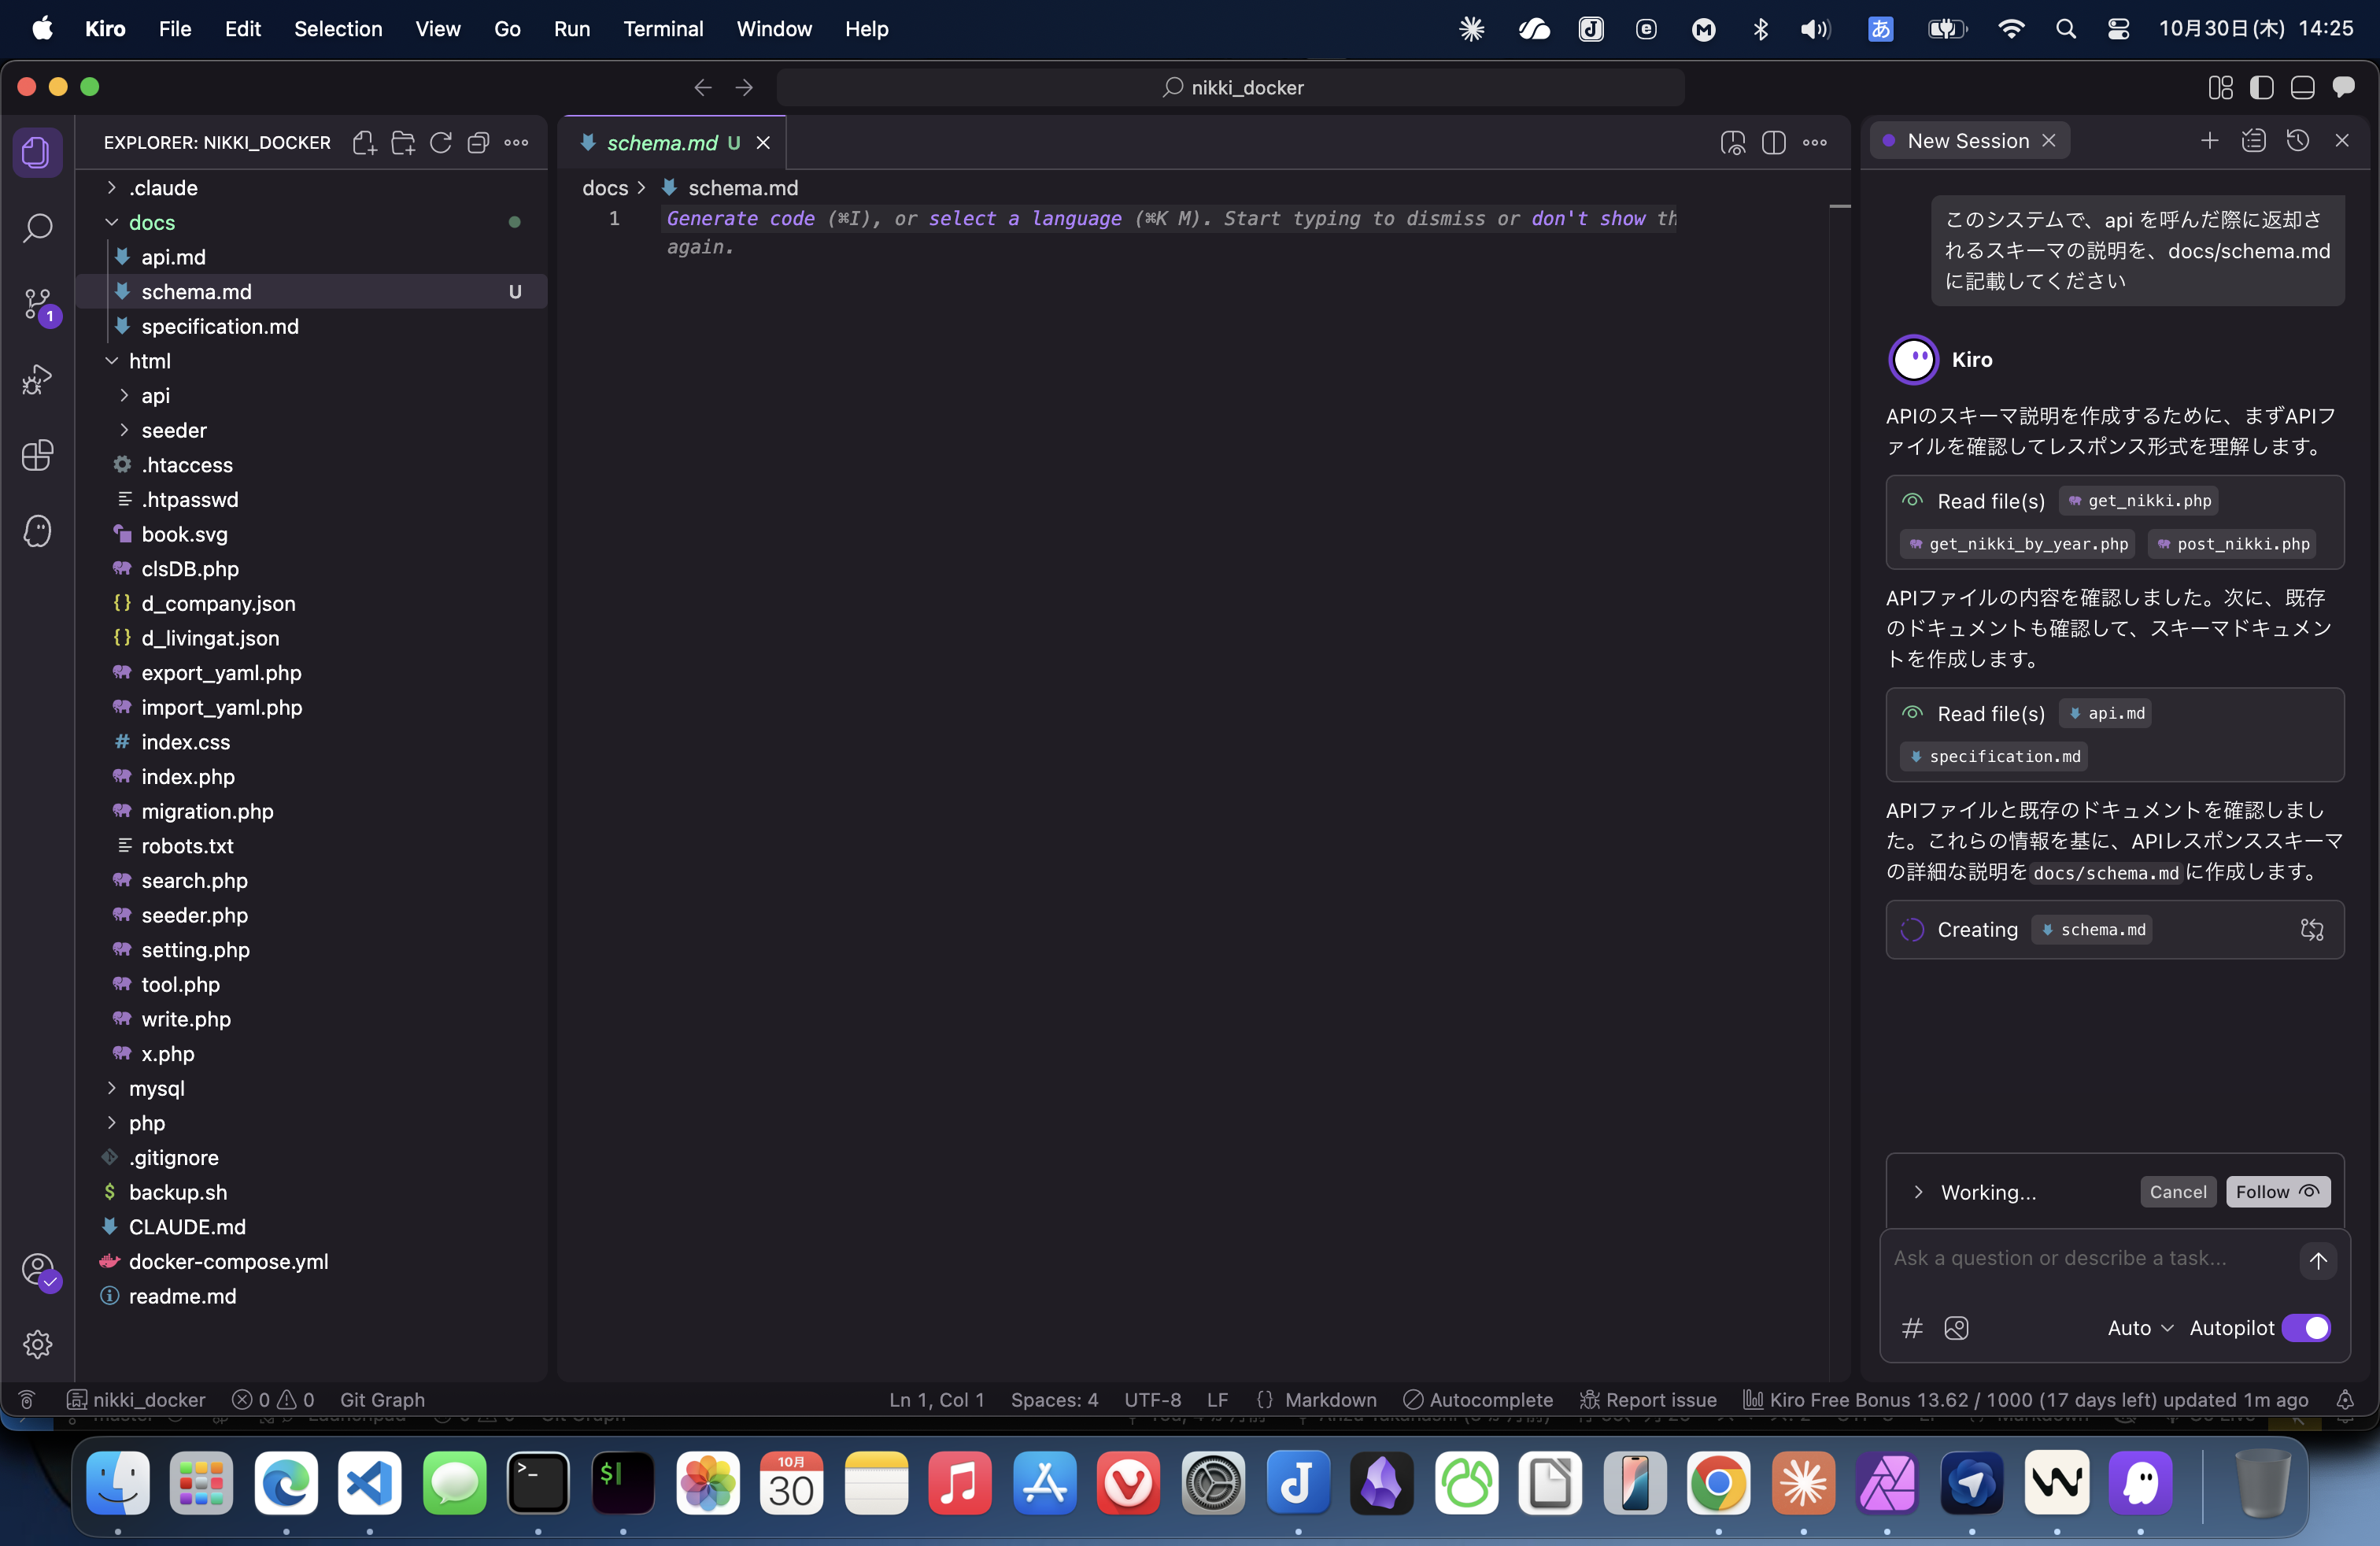 Kiro File Edit Selection View Go Run Terminal Window Help
あ
10月30日(木) 14:25
nikki_docker
EXPLORER: NIKKI_DOCKER
.claude
docs
api.md
schema.md U
specification.md
html
api
seeder
.htaccess
.htpasswd
book.svg
clsDB.php
d_company.json
d_livingat.json
export_yaml.php
import_yaml.php
index.css
index.php
migration.php
robots.txt
search.php
seeder.php
setting.php
tool.php
write.php
x.php
mysql
php
.gitignore
backup.sh
CLAUDE.md
docker-compose.yml
readme.md
1
schema.md U
docs > schema.md
1 Generate code (⌘I), or select a language (⌘K M). Start typing to dismiss or don't show th
again.
New Session
このシステムで、api を呼んだ際に返却さ
れるスキーマの説明を、docs/schema.md
に記載してください
Kiro
APIのスキーマ説明を作成するために、まずAPIフ
ァイルを確認してレスポンス形式を理解します。
Read file(s) get_nikki.php
get_nikki_by_year.php post_nikki.php
APIファイルの内容を確認しました。次に、既存
のドキュメントも確認して、スキーマドキュメン
トを作成します。
Read file(s) api.md
specification.md
APIファイルと既存のドキュメントを確認しまし
た。これらの情報を基に、APIレスポンススキーマ
の詳細な説明をdocs/schema.mdに作成します。
Creating schema.md
Working... Cancel Follow
Ask a question or describe a task...
Auto Autopilot
nikki_docker 0 0 Git Graph
Ln 1, Col 1 Spaces: 4 UTF-8 LF {} Markdown Autocomplete Report issue Kiro Free Bonus 13.62 / 1000 (17 days left) updated 1m ago
10月
30